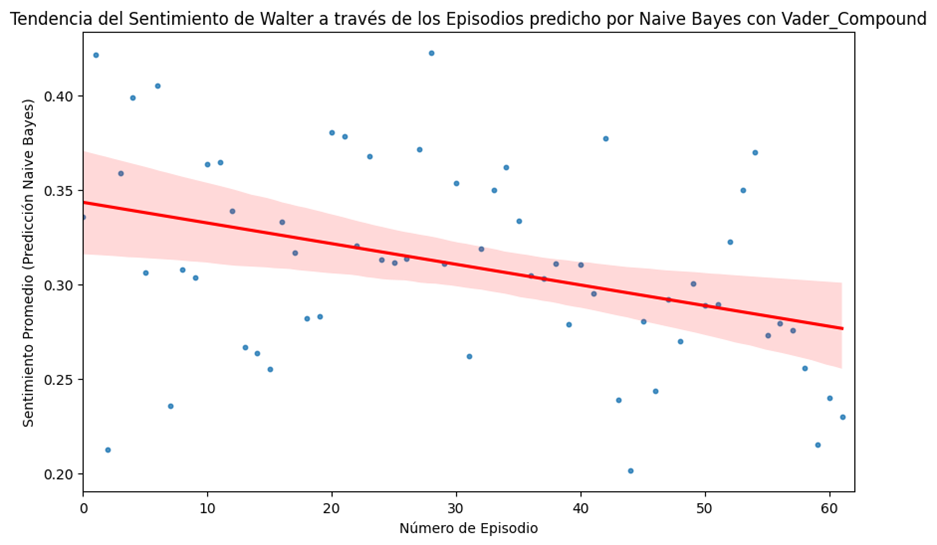 Tendencia del Sentimiento de Walter a través de los Episodios predicho por Naive Bayes con Vader_Compound
Sentimiento Promedio (Predicción Naive Bayes)
0.40
0.35
0.30
0.25
0.20
0 10 20 30 40 50 60
Número de Episodio